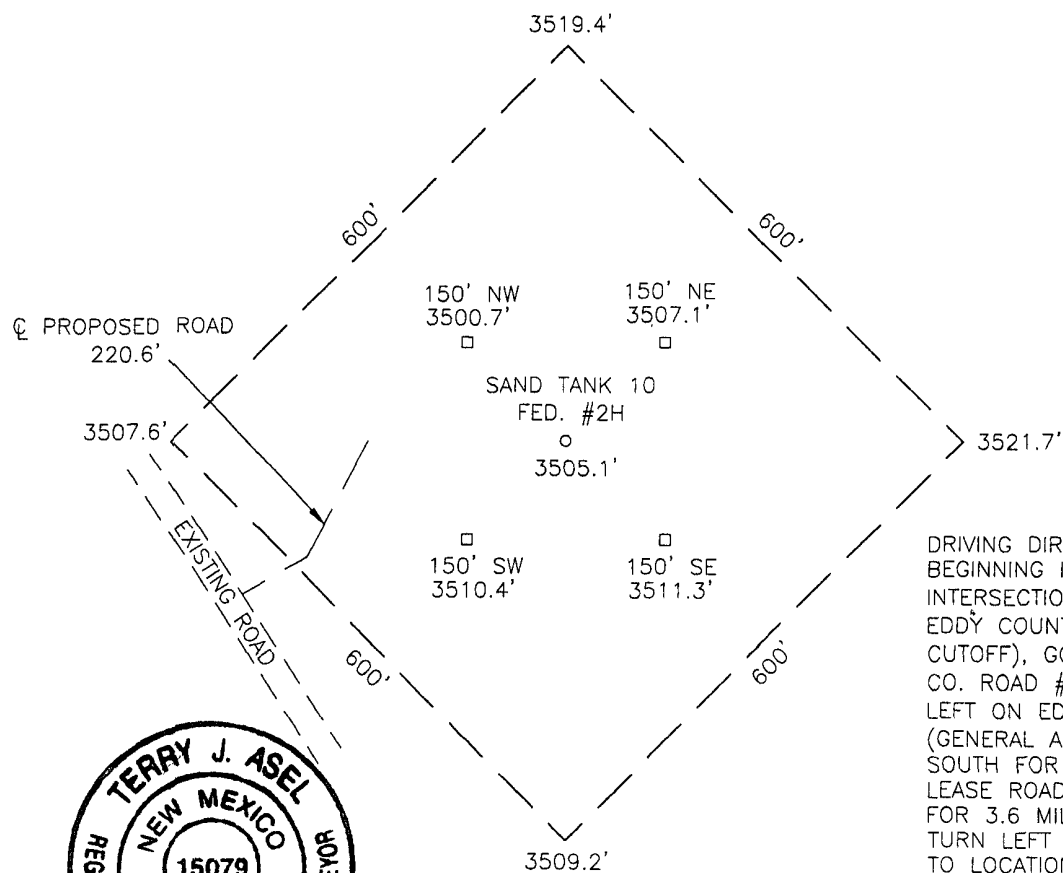 3519.4'
600'
600'
150' NW
3500.7'
150' NE
3507.1'
℄ PROPOSED ROAD
220.6'
SAND TANK 10
FED. #2H
3505.1'
3507.6'
3521.7'
EXISTING ROAD
150' SW
3510.4'
150' SE
3511.3'
600'
600'
3509.2'
DRIVING DIR
BEGINNING
INTERSECTION
EDDY COUNT
CUTOFF), GO
CO. ROAD #
LEFT ON ED
(GENERAL A
SOUTH FOR
LEASE ROAD
FOR 3.6 MIL
TURN LEFT
TO LOCATION
TERRY J. ASEL
NEW MEXICO
15079
REG
YOR